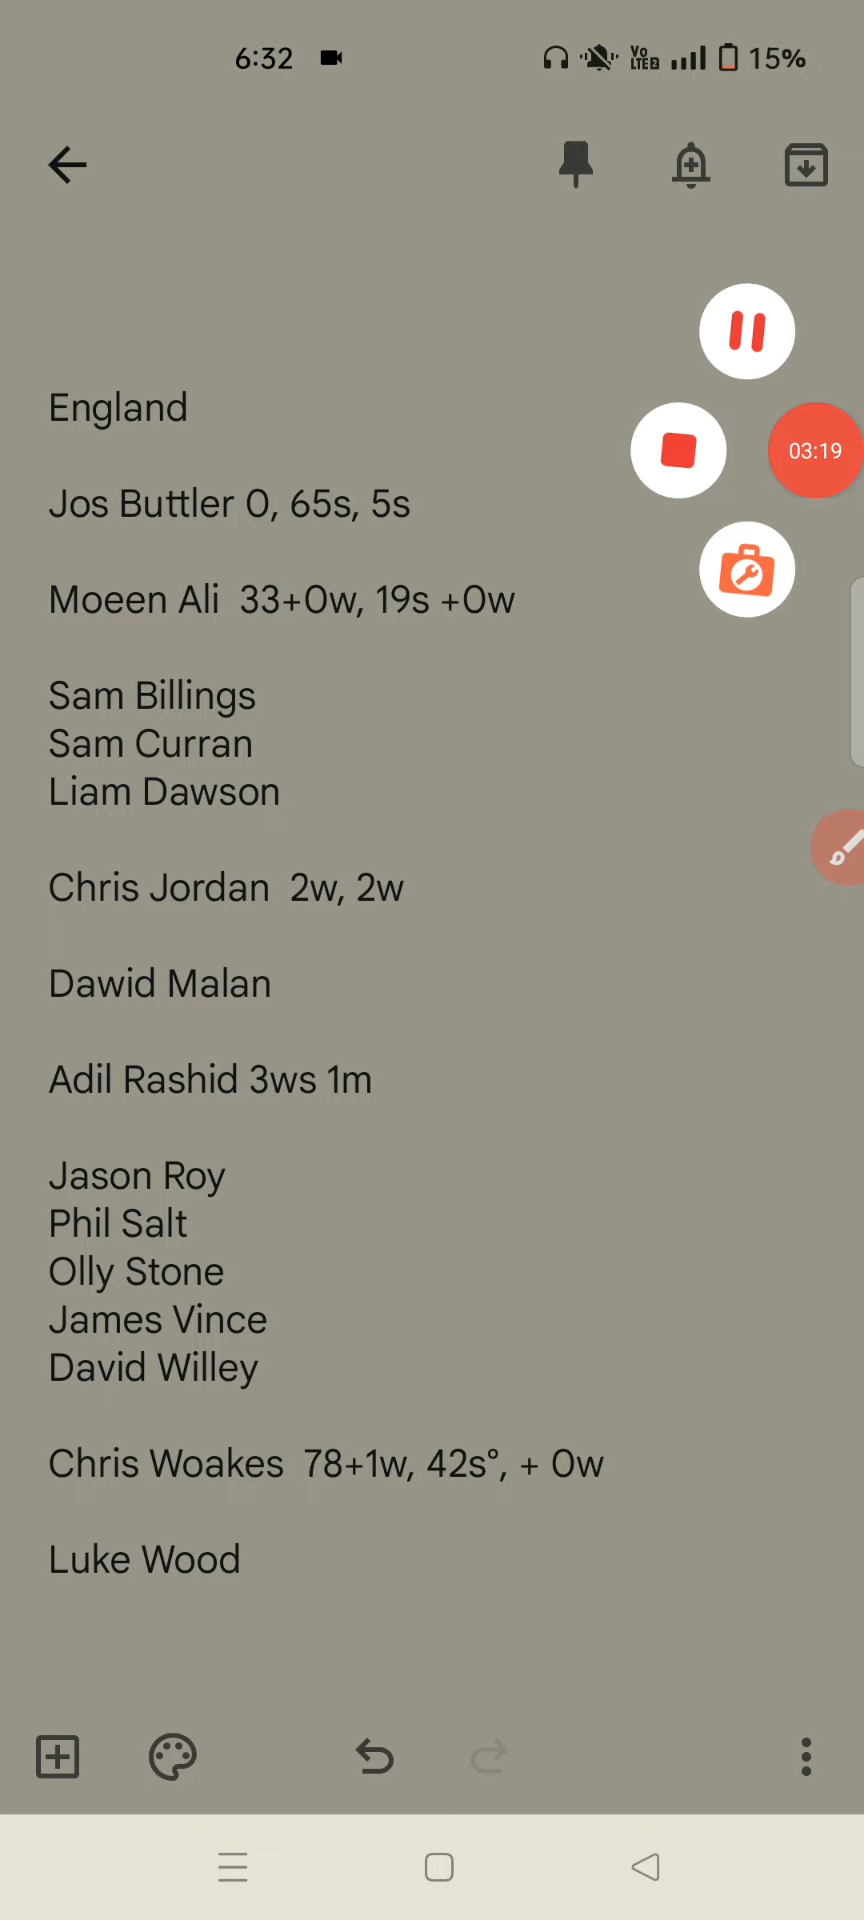 6:32
Vo
LTE2
15%
England
03:19
Jos Buttler 0, 65s, 5s
Moeen Ali  33+0w, 19s +0w
Sam Billings
Sam Curran
Liam Dawson
Chris Jordan  2w, 2w
Dawid Malan
Adil Rashid 3ws 1m
Jason Roy
Phil Salt
Olly Stone
James Vince
David Willey
Chris Woakes  78+1w, 42s°, + 0w
Luke Wood